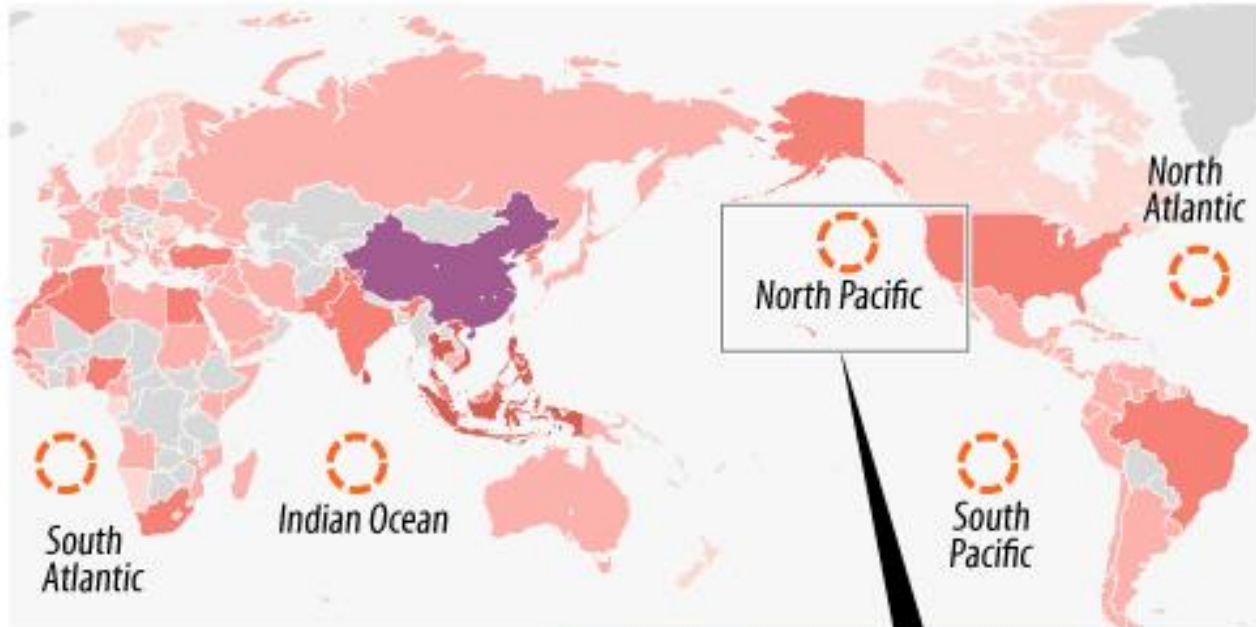 North
Atlantic
North Pacific
Indian Ocean
South
Atlantic
South
Pacific